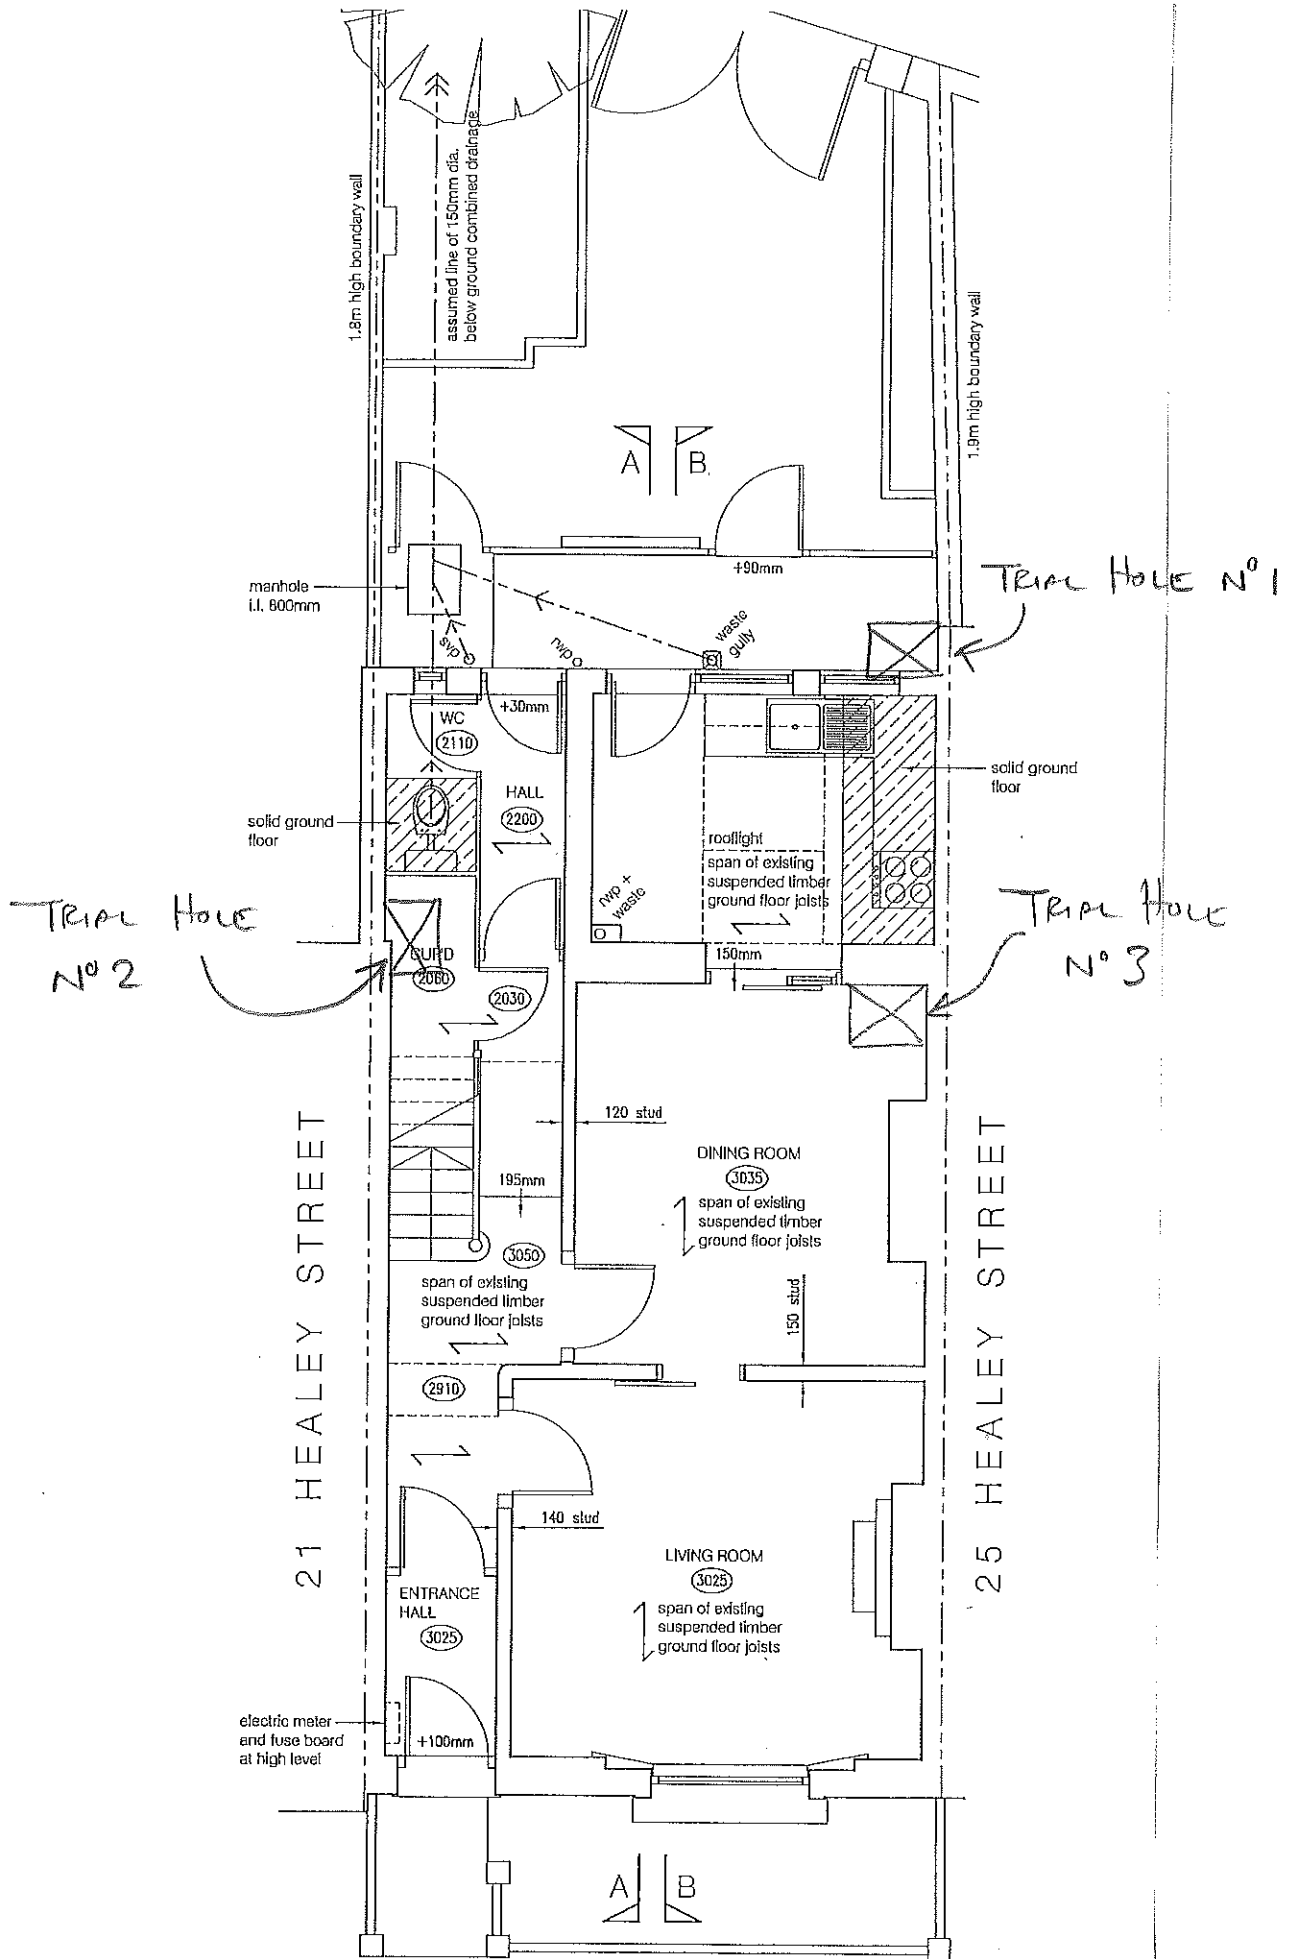 1.8m high boundary wall
assumed line of 150mm dia.
below ground combined drainage
1.9m high boundary wall
A
B
+90mm
TRIAL HOLE Nº 1
manhole
i.l. 800mm
svp
rwp
waste
gully
WC
2110
+30mm
HALL
2200
solid ground
floor
solid ground
floor
rooflight
span of existing
suspended timber
ground floor joists
rwp +
waste
TRIAL HOLE
Nº 2
TRIAL HOLE
Nº 3
CUP'D
2060
150mm
2030
120 stud
DINING ROOM
3035
span of existing
suspended timber
ground floor joists
195mm
3050
span of existing
suspended timber
ground floor joists
150 stud
21 HEALEY STREET
25 HEALEY STREET
2910
140 stud
LIVING ROOM
3025
span of existing
suspended timber
ground floor joists
ENTRANCE
HALL
3025
electric meter
and fuse board
at high level
+100mm
A
B